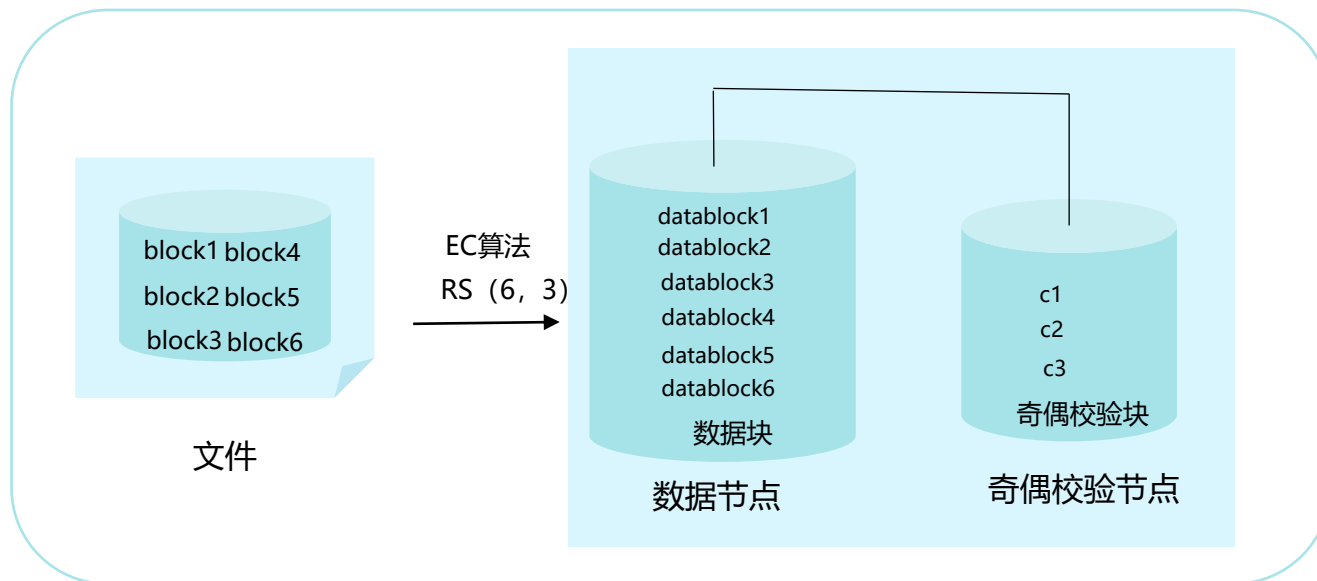 block1 block4
block2 block5
block3 block6
文件
EC算法
RS（6，3）
datablock1
datablock2
datablock3
datablock4
datablock5
datablock6
数据块
数据节点
c1
c2
c3
奇偶校验块
奇偶校验节点